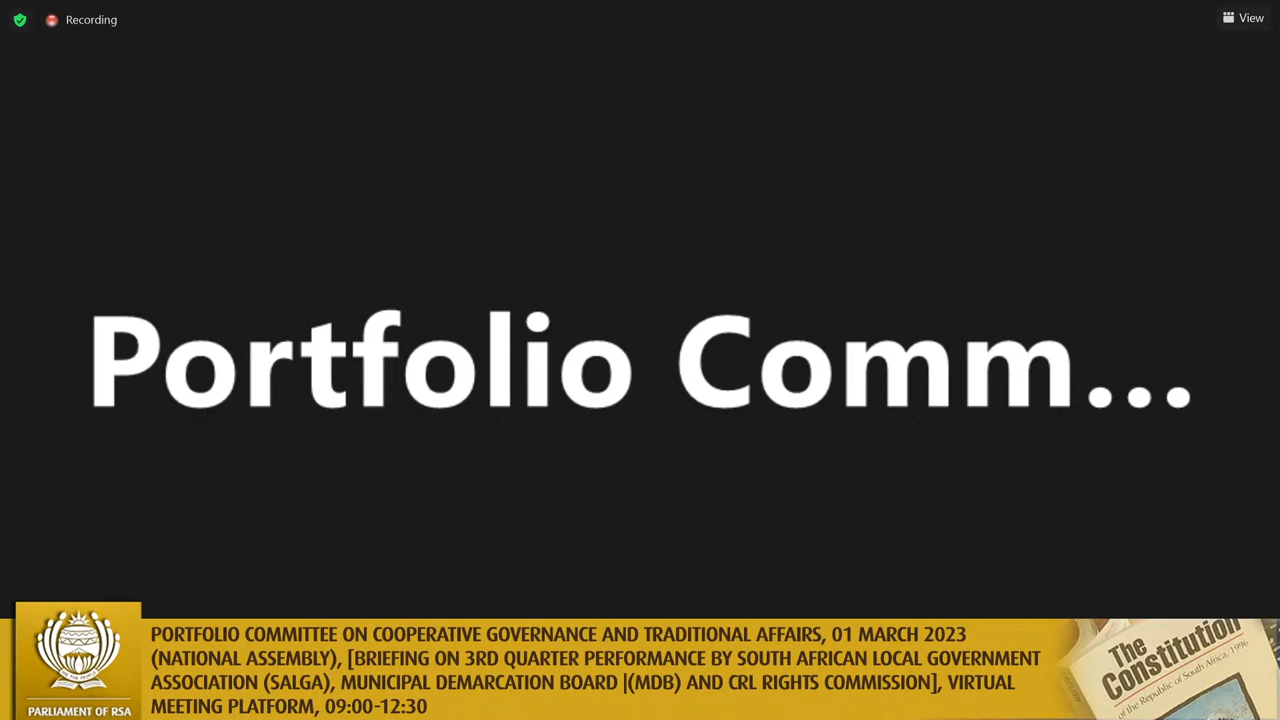 Recording
View
Portfolio Comm...
PORTFOLIO COMMITTEE ON COOPERATIVE GOVERNANCE AND TRADITIONAL AFFAIRS, 01 MARCH 2023
(NATIONAL ASSEMBLY), [BRIEFING ON 3RD QUARTER PERFORMANCE BY SOUTH AFRICAN LOCAL GOVERNMENT
ASSOCIATION (SALGA), MUNICIPAL DEMARCATION BOARD |(MDB) AND CRL RIGHTS COMMISSION], VIRTUAL
MEETING PLATFORM, 09:00-12:30
PARLIAMENT OF RSA
The
Constitution
of the Republic of South Africa, 1996